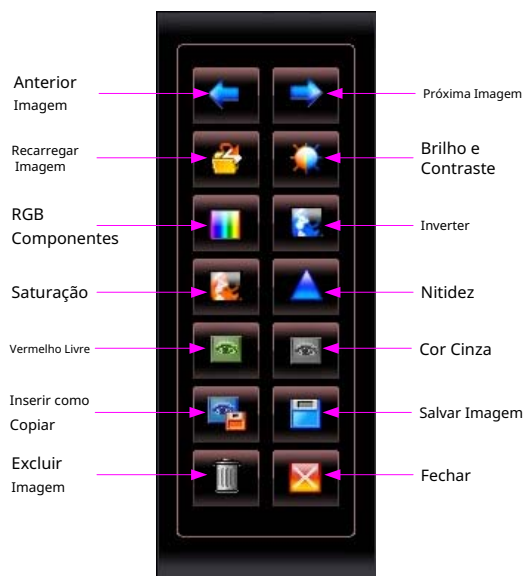 Anterior
Imagem
Próxima Imagem
Recarregar
Imagem
Brilho e
Contraste
RGB
Componentes
Inverter
Saturação
Nitidez
Vermelho Livre
Cor Cinza
Inserir como
Copiar
Salvar Imagem
Excluir
Imagem
Fechar